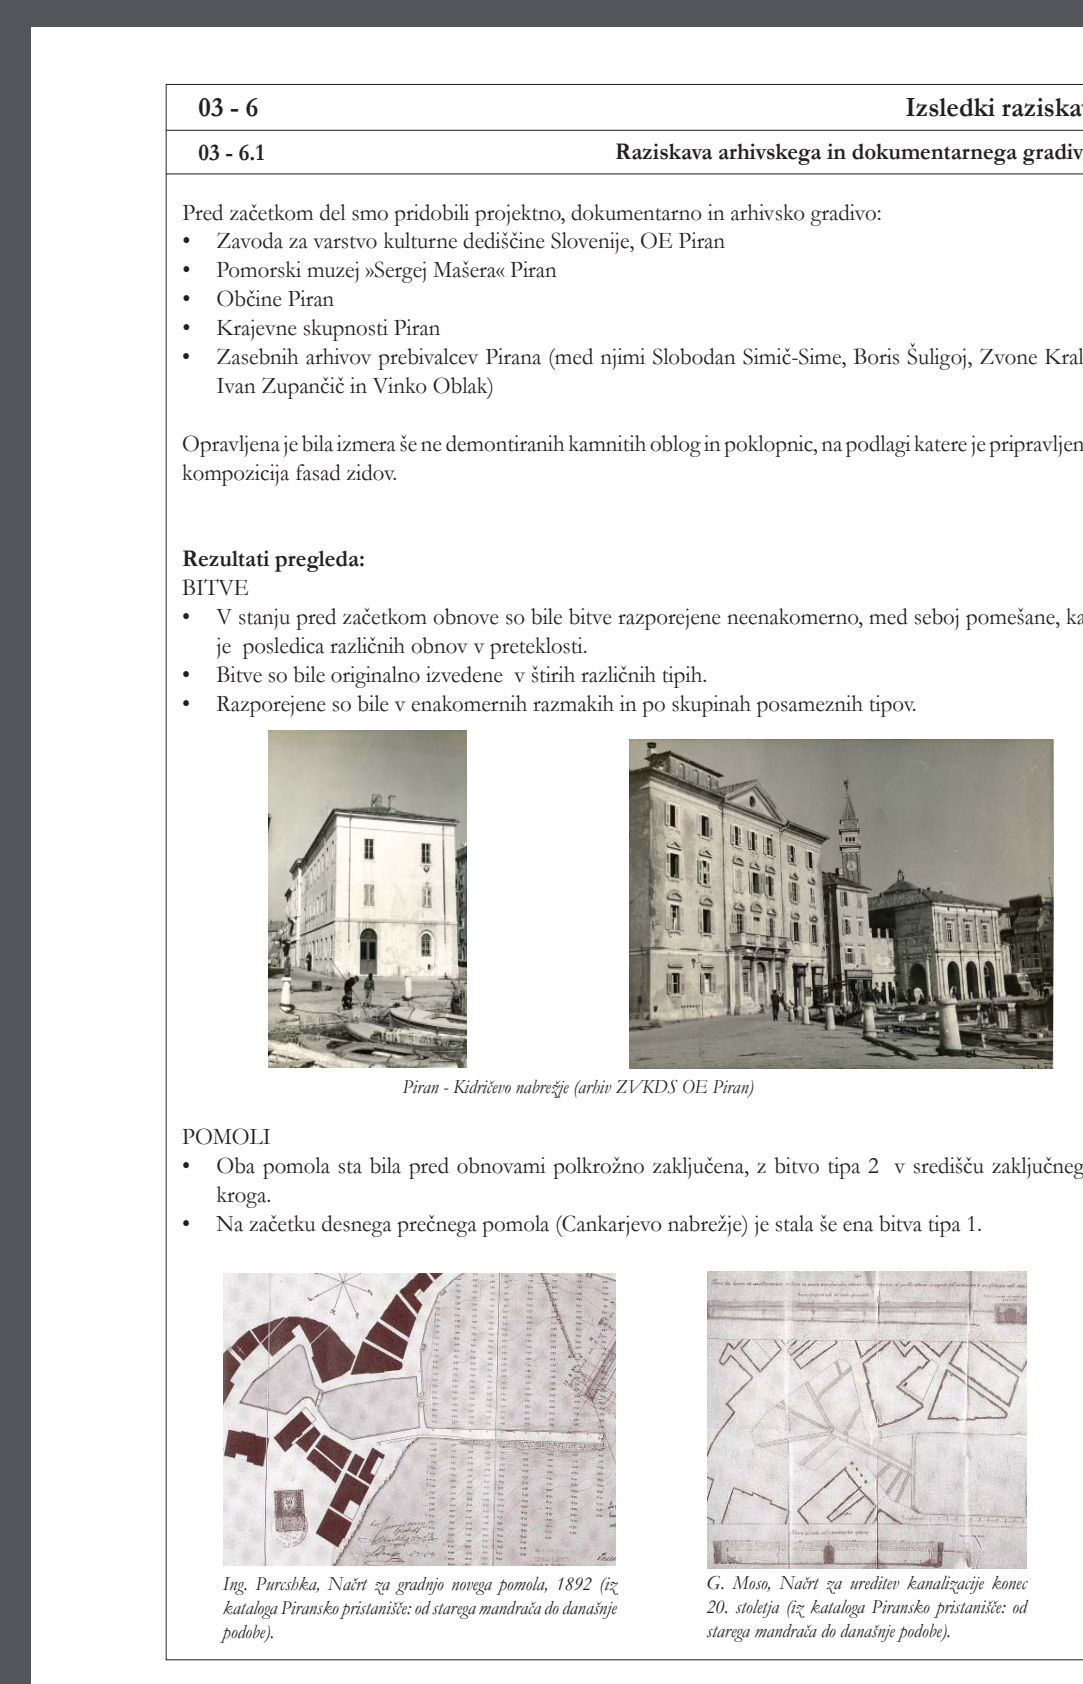 03 - 6
Izsledki raziskav
03 - 6.1
Raziskava arhivskega in dokumentarnega gradiv
Pred začetkom del smo pridobili projektno, dokumentarno in arhivsko gradivo:
• Zavoda za varstvo kulturne dediščine Slovenije, OE Piran
• Pomorski muzej »Sergej Mašera« Piran
• Občine Piran
• Krajevne skupnosti Piran
• Zasebnih arhivov prebivalcev Pirana (med njimi Slobodan Simič-Sime, Boris Šuligoj, Zvone Kral
Ivan Zupančič in Vinko Oblak)
Opravljena je bila izmera še ne demontiranih kamnitih oblog in poklopnic, na podlagi katere je pripravljen
kompozicija fasad zidov.
Rezultati pregleda:
BITVE
• V stanju pred začetkom obnove so bile bitve razporejene neenakomerno, med seboj pomešane, ka
je posledica različnih obnov v preteklosti.
• Bitve so bile originalno izvedene v štirih različnih tipih.
• Razporejene so bile v enakomernih razmakih in po skupinah posameznih tipov.
Piran - Kidričevo nabrežje (arhiv ZVKDS OE Piran)
POMOLI
• Oba pomola sta bila pred obnovami polkrožno zaključena, z bitvo tipa 2 v središču zaključneg
kroga.
• Na začetku desnega prečnega pomola (Cankarjevo nabrežje) je stala še ena bitva tipa 1.
Ing. Purcshka, Načrt za gradnjo novega pomola, 1892 (iz
kataloga Piransko pristanišče: od starega mandrača do današnje
podobe).
G. Moso, Načrt za ureditev kanalizacije konec
20. stoletja (iz kataloga Piransko pristanišče: od
starega mandrača do današnje podobe).